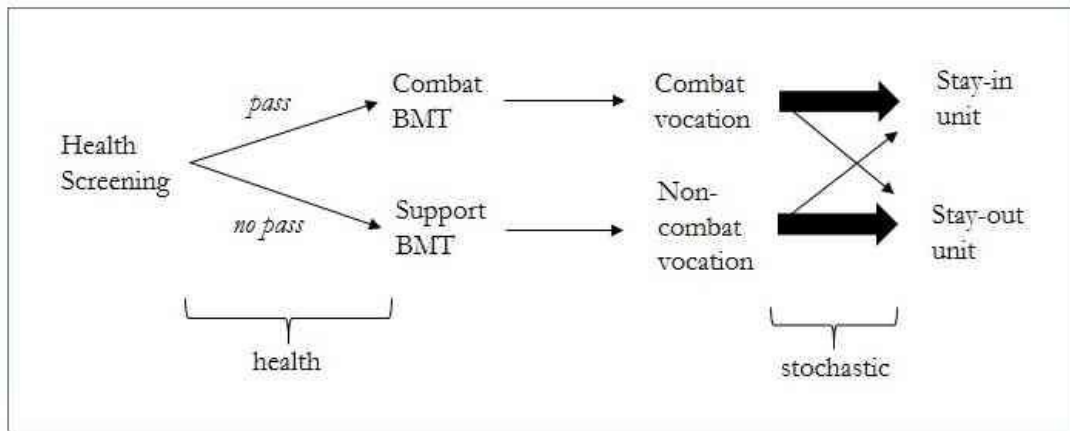 Health
Screening
pass
no pass
Combat
BMT
Support
BMT
Combat
vocation
Non-
combat
vocation
Stay-in
unit
Stay-out
unit
health
stochastic